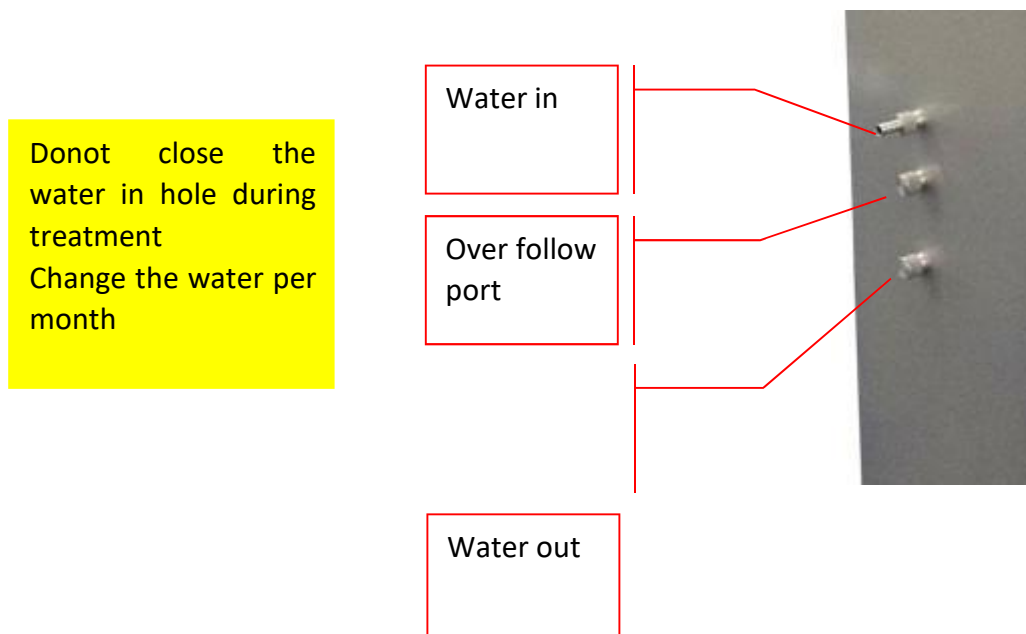 Donot close the
water in hole during
treatment
Change the water per
month
Water in
Over follow
port
Water out